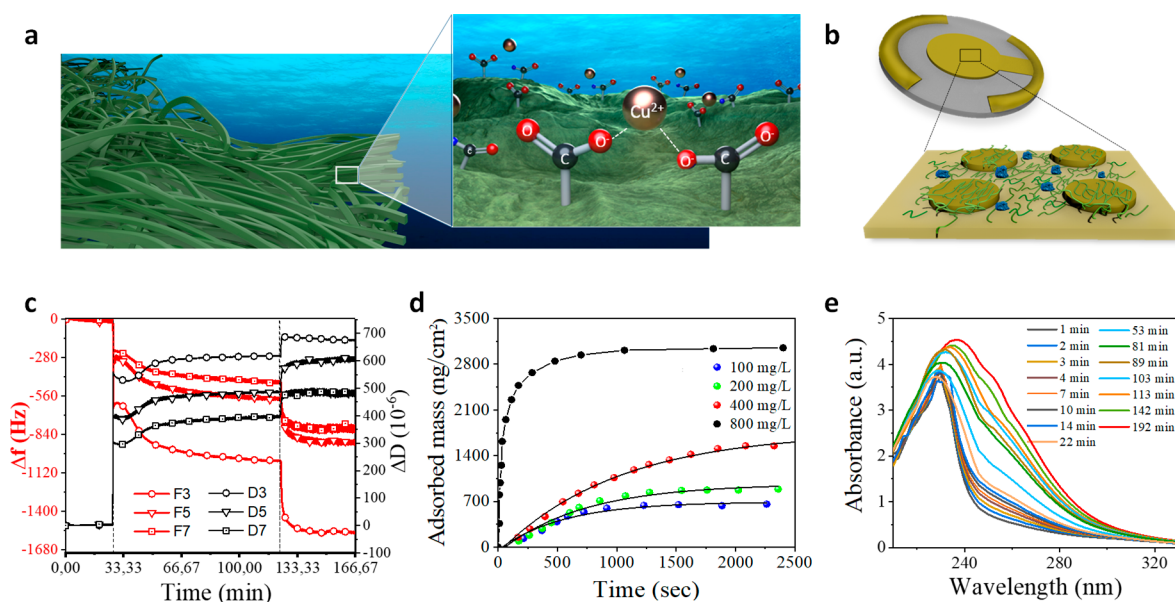 a
b
Cu2+
O
C
O-
O-
C
O
c
d
e
0
-280
-560
-840
-1120
-1400
-1680
Δf (Hz)
F3
F5
F7
D3
D5
D7
700
600
500
400
300
200
100
0
-100
ΔD (10-6)
0,00
33,33
66,67
100,00
133,33
166,67
Time (min)
3500
2800
2100
1400
700
0
Adsorbed mass (ng/cm2)
100 mg/L
200 mg/L
400 mg/L
800 mg/L
0
500
1000
1500
2000
2500
Time (sec)
5
4
3
2
1
0
Absorbance (a.u.)
1 min
2 min
3 min
4 min
7 min
10 min
14 min
22 min
53 min
81 min
89 min
103 min
113 min
142 min
192 min
240
280
320
Wavelength (nm)